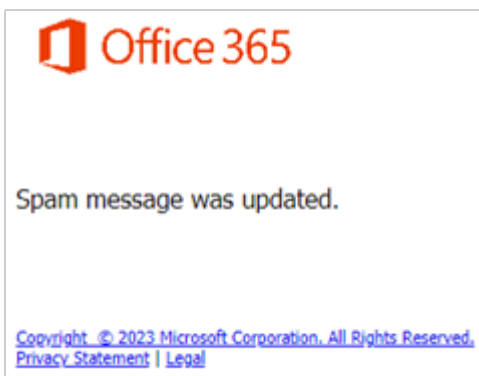 Office 365
Spam message was updated.
Copyright © 2023 Microsoft Corporation. All Rights Reserved.
Privacy Statement | Legal